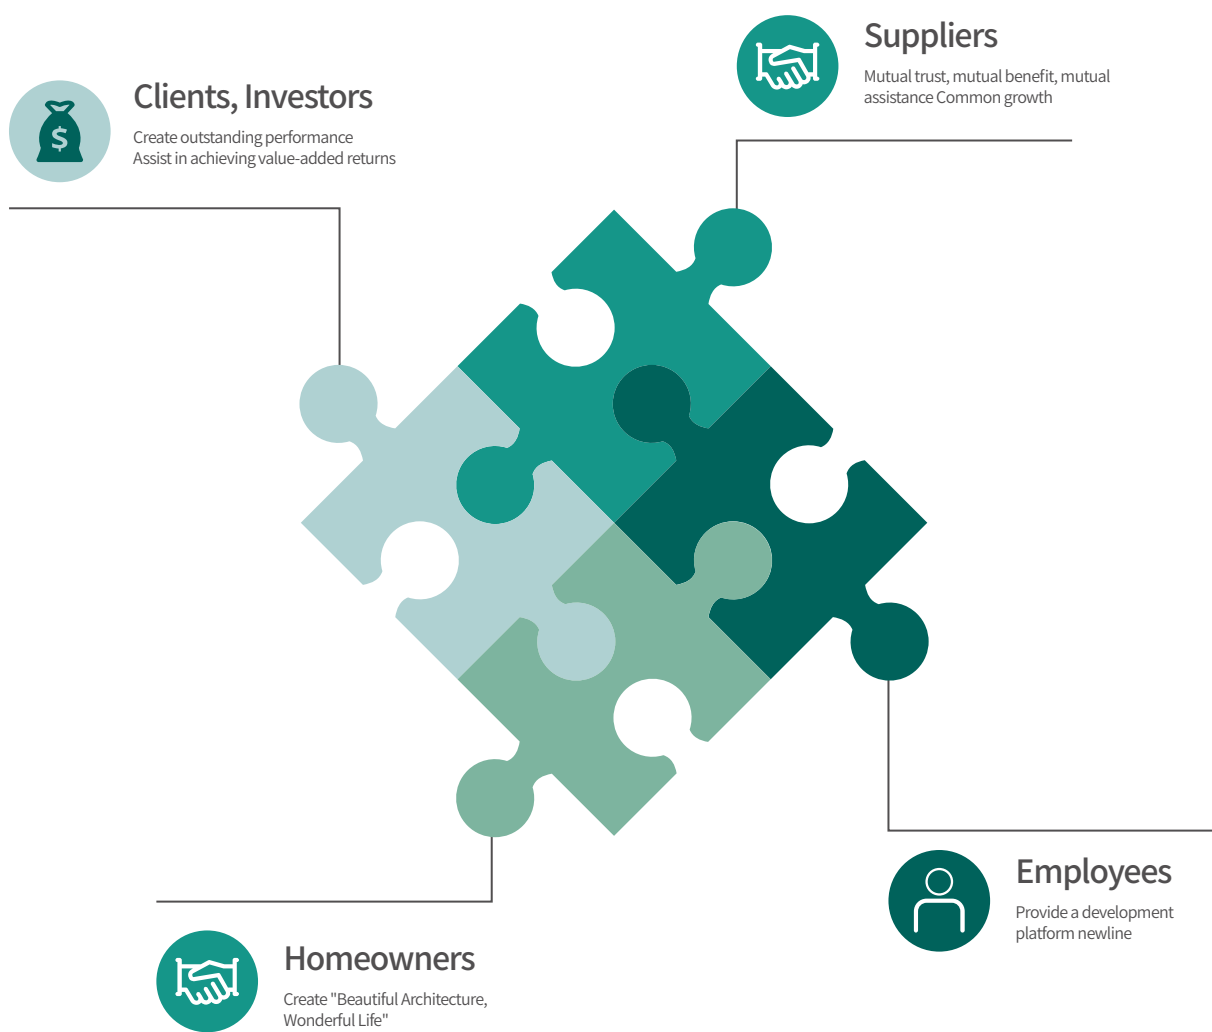 Suppliers
Mutual trust, mutual benefit, mutual
assistance Common growth
Clients, Investors
Create outstanding performance
Assist in achieving value-added returns
$
Employees
Provide a development
platform newline
Homeowners
Create "Beautiful Architecture,
Wonderful Life"